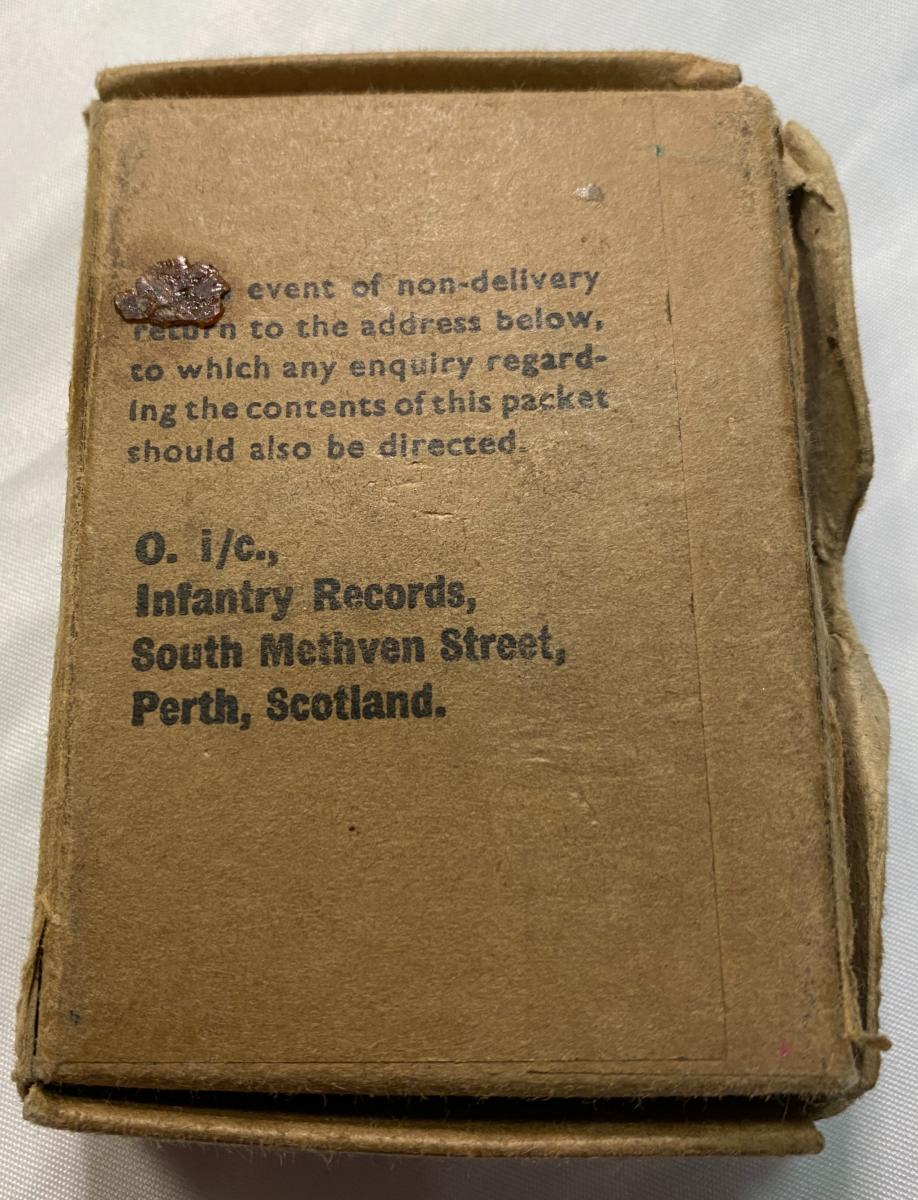 event of non-delivery
return to the address below,
to which any enquiry regard-
ing the contents of this packet
should also be directed.
O. i/c.,
Infantry Records,
South Methven Street,
Perth, Scotland.